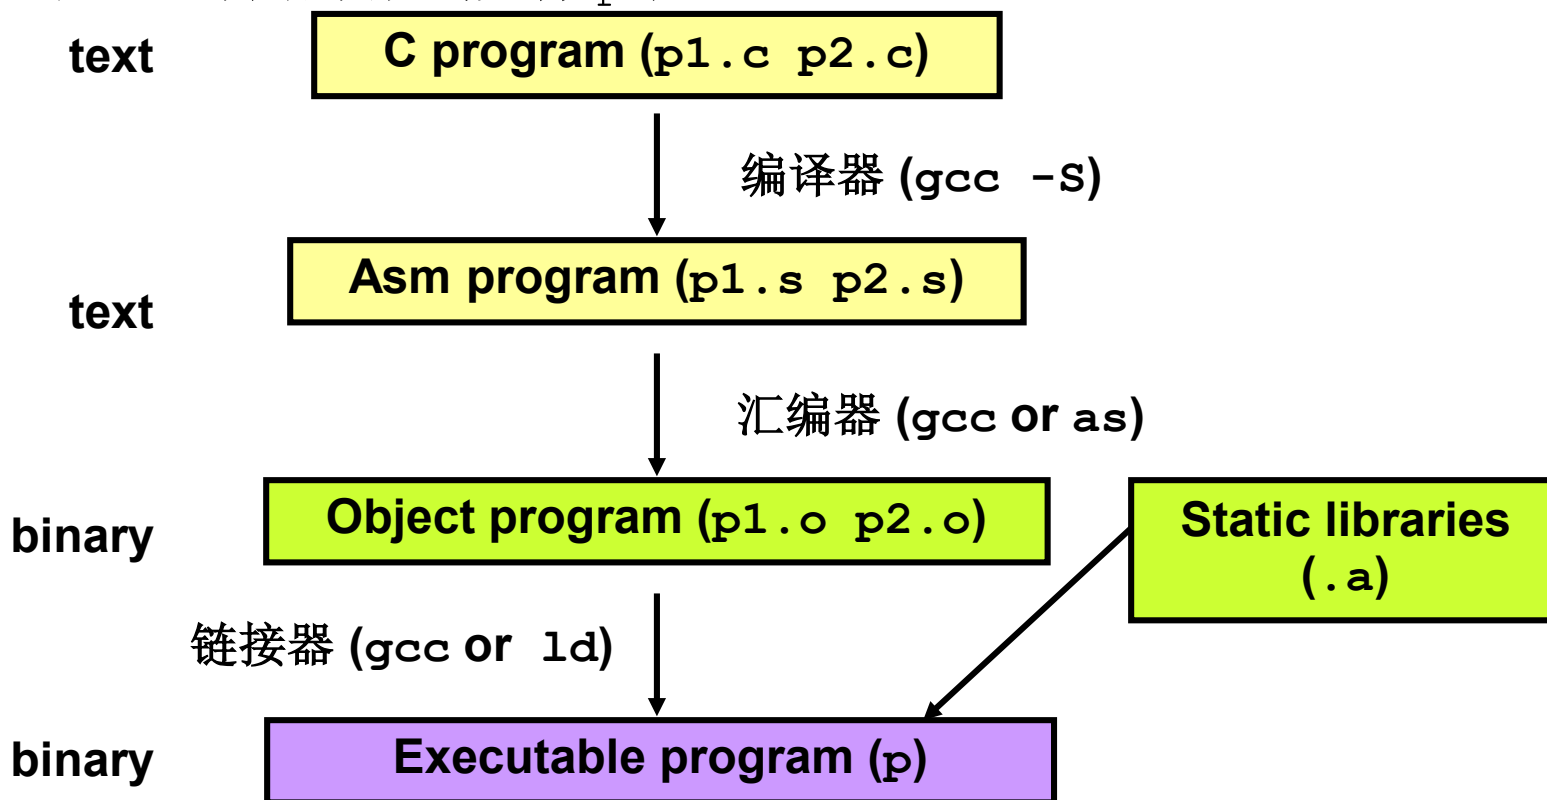 text
C program (p1.c p2.c)
编译器 (gcc -S)
Asm program (p1.s p2.s)
text
汇编器 (gcc or as)
binary
Object program (p1.o p2.o)
Static libraries
(.a)
链接器 (gcc or ld)
binary
Executable program (p)